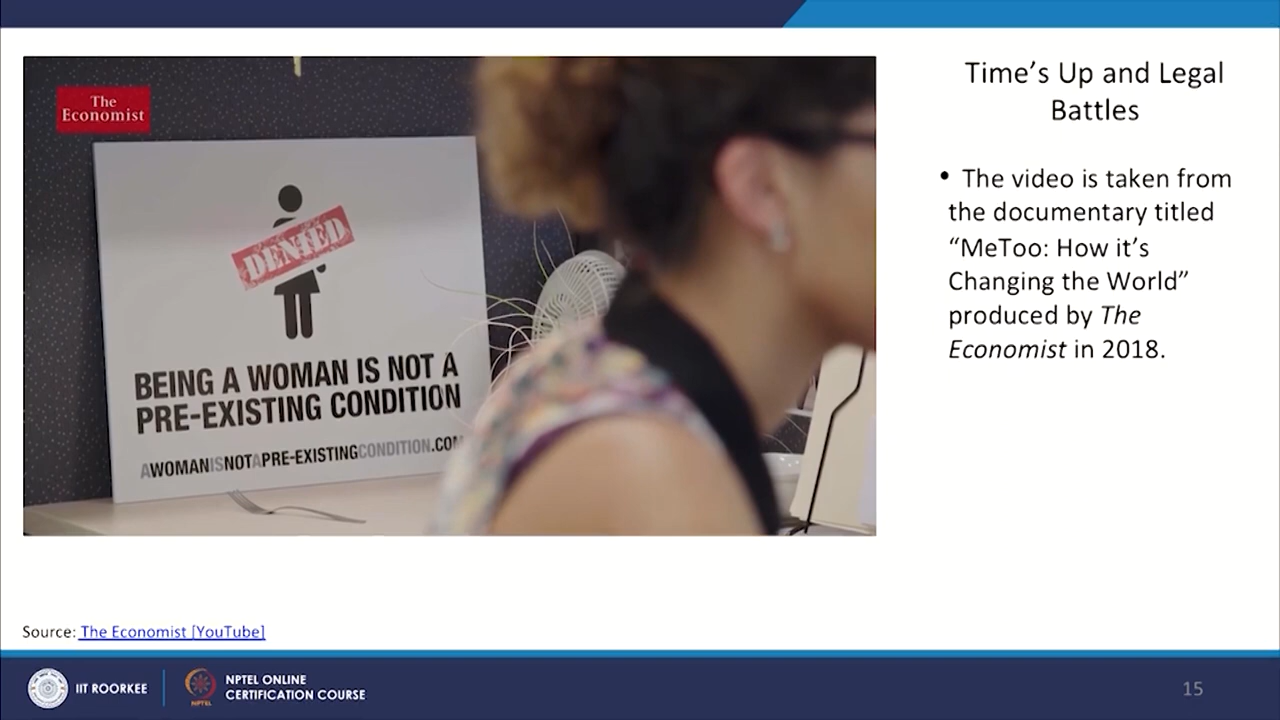 The
Economist
DENIED
BEING A WOMAN IS NOT A
PRE-EXISTING CONDITION
AWOMANISNOTAPRE-EXISTINGCONDITION.COM
Time’s Up and Legal
Battles
• The video is taken from
the documentary titled
“MeToo: How it’s
Changing the World”
produced by The
Economist in 2018.
Source: The Economist [YouTube]
IIT ROORKEE
NPTEL
NPTEL ONLINE
CERTIFICATION COURSE
15